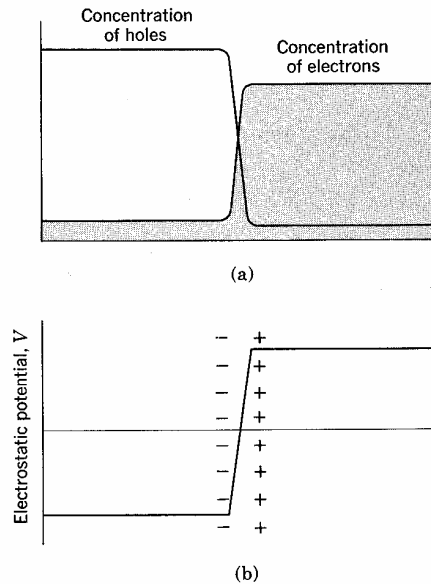 Concentration
of holes
Concentration
of electrons
(a)
Electrostatic potential, V
− +
− +
− +
− +
− +
− +
− +
− +
(b)